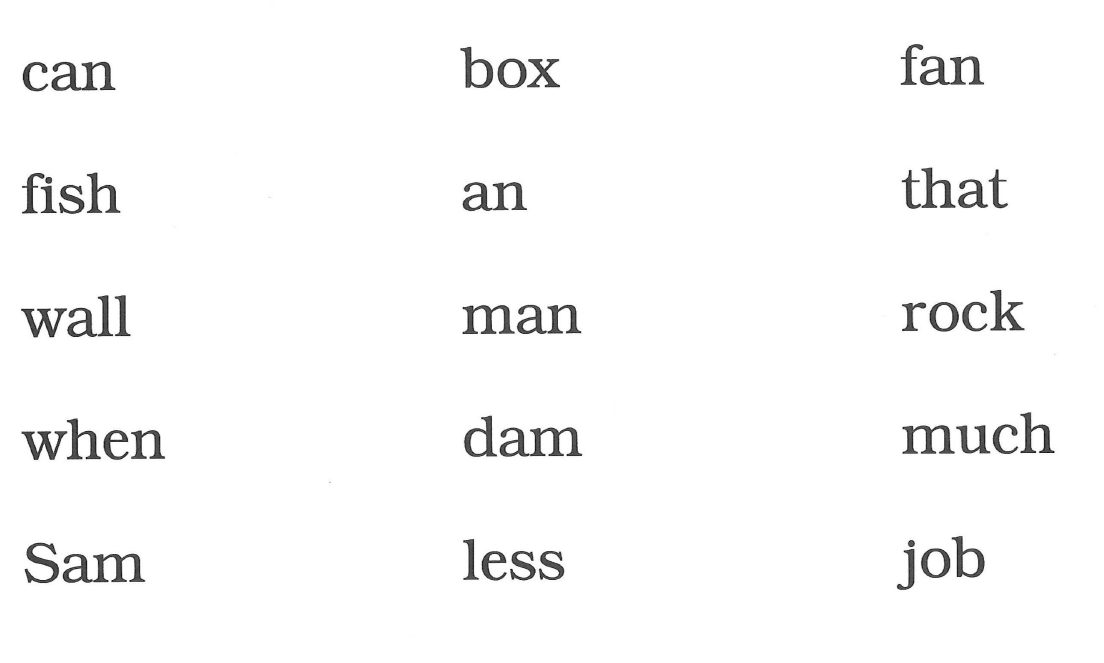 can box fan
fish an that
wall man rock
when dam much
Sam less job